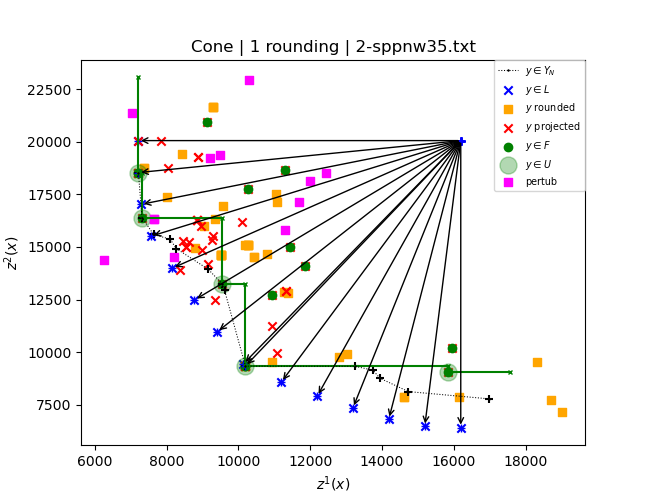 Cone | 1 rounding | 2-sppnw35.txt
z²(x)
22500
20000
17500
15000
12500
10000
7500
6000 8000 10000 12000 14000 16000 18000
z¹(x)
y ∈ Y_N
y ∈ L
y rounded
y projected
y ∈ F
y ∈ U
pertub